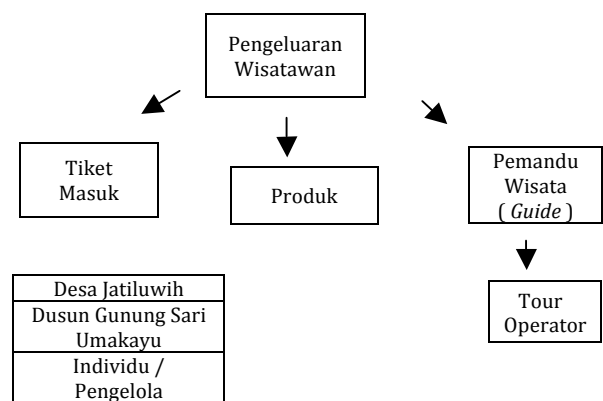 Pengeluaran
Wisatawan
Tiket
Masuk
Produk
Pemandu
Wisata
( Guide )
Desa Jatiluwih
Dusun Gunung Sari
Umakayu
Individu /
Pengelola
Tour
Operator